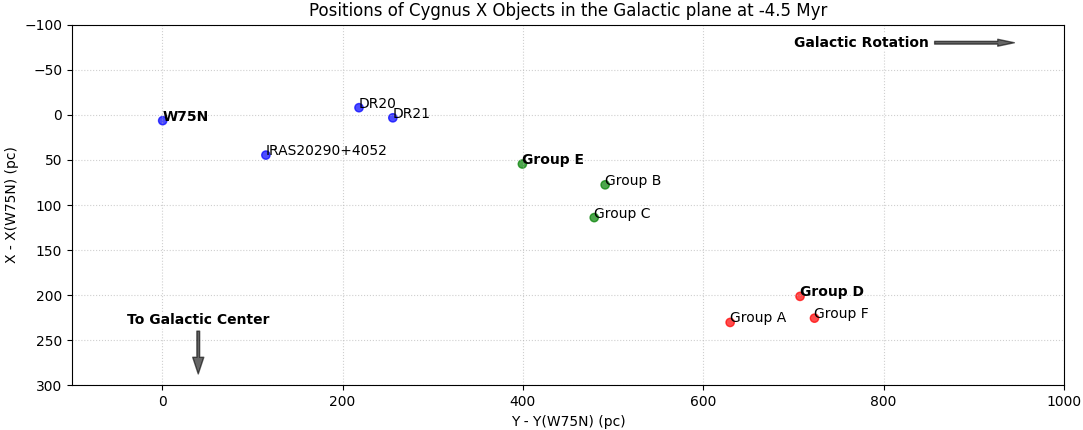 Positions of Cygnus X Objects in the Galactic plane at -4.5 Myr
−100
Galactic Rotation
−50
DR20
0
W75N
DR21
IRAS20290+4052
50
Group E
Group B
100
Group C
150
200
Group D
Group A
Group F
To Galactic Center
250
300
0
200
400
600
800
1000
X - X(W75N) (pc)
Y - Y(W75N) (pc)